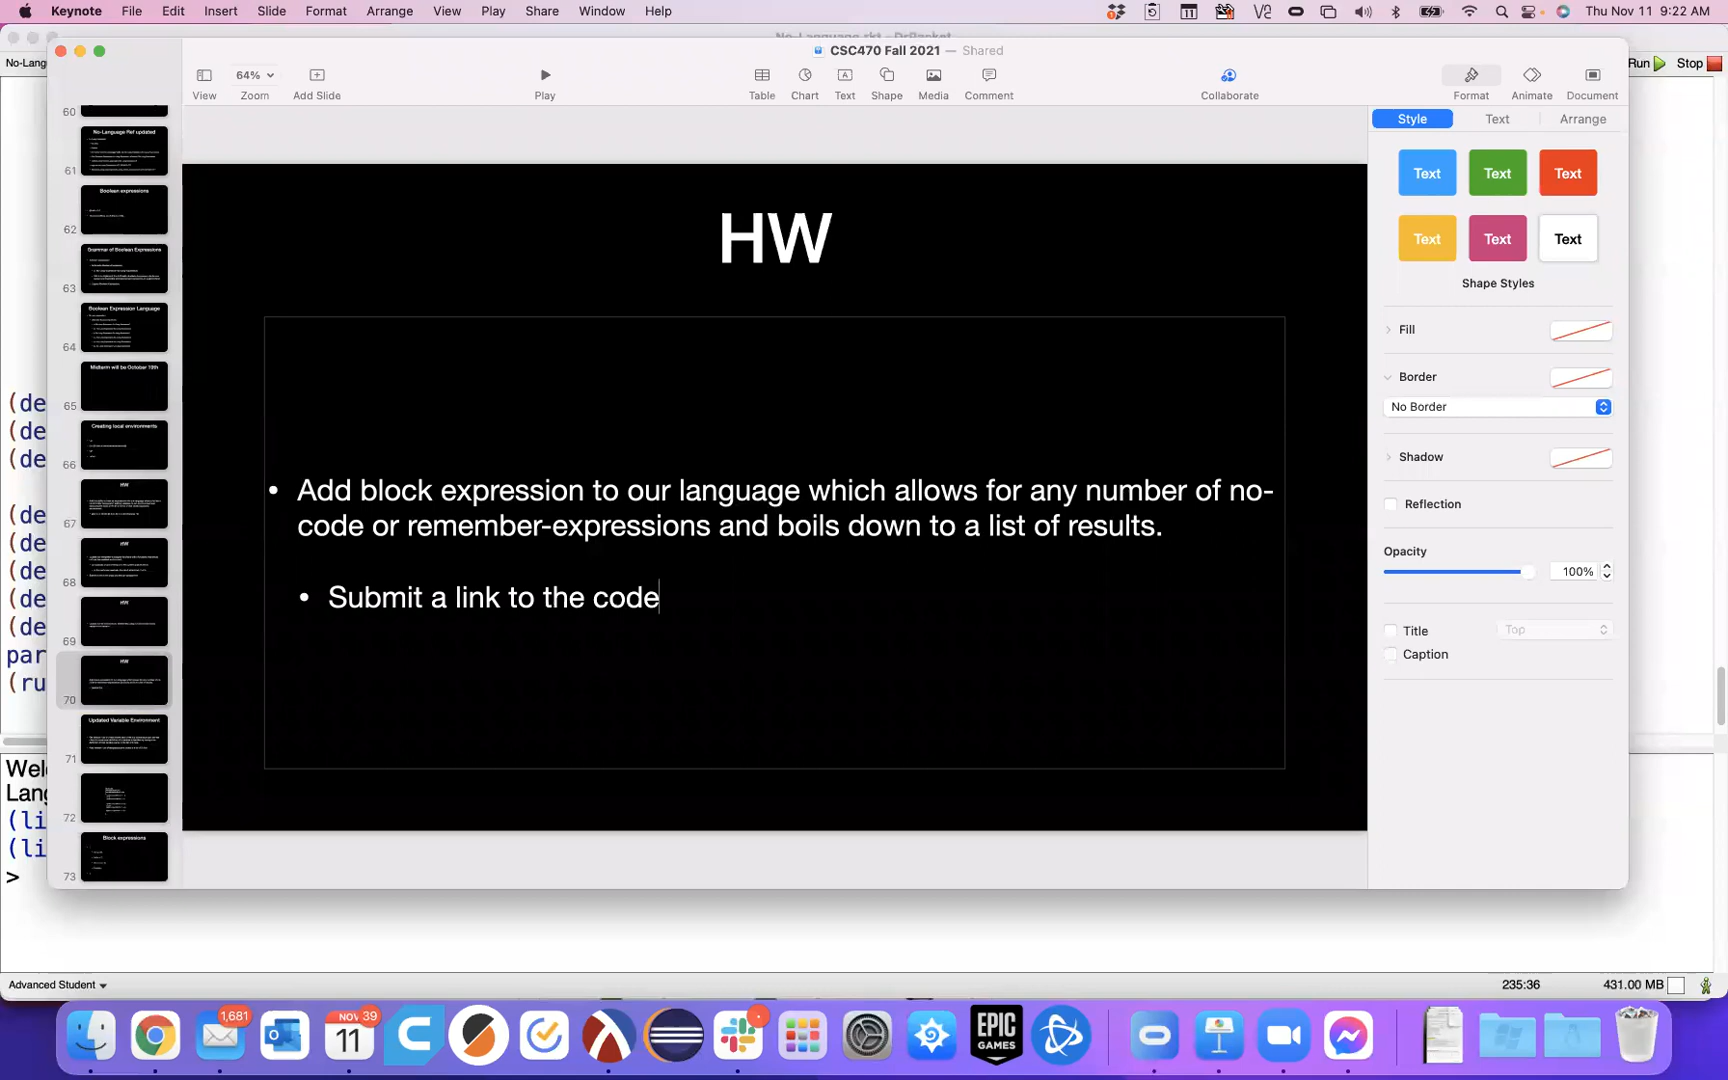 Keynote File Edit Insert Slide Format Arrange View Play Share Window Help
Thu Nov 11 9:22 AM
CSC470 Fall 2021 — Shared
No-Lang
Run
Stop
64%
View Zoom Add Slide
Play
Table Chart Text Shape Media Comment
Collaborate
Format Animate Document
Style Text Arrange
60
No-Language Ref updated
61
Boolean expressions
62
Grammar of Boolean Expressions
63
Boolean Expression Language
64
Midterm will be October 19th
65
Creating local environments
66
HW
67
HW
68
HW
69
HW
70
Updated Variable Environment
71
72
Block expressions
73
HW
• Add block expression to our language which allows for any number of no-
code or remember-expressions and boils down to a list of results.
• Submit a link to the code
Text Text Text
Text Text Text
Shape Styles
Fill
Border
No Border
Shadow
Reflection
Opacity
100%
Title
Top
Caption
(de
(de
(de
(de
(de
(de
(de
(de
par
(ru
Wel
Lang
(li
(li
>
Advanced Student
235:36
431.00 MB
1,681
NOV 39
11
EPIC
GAMES